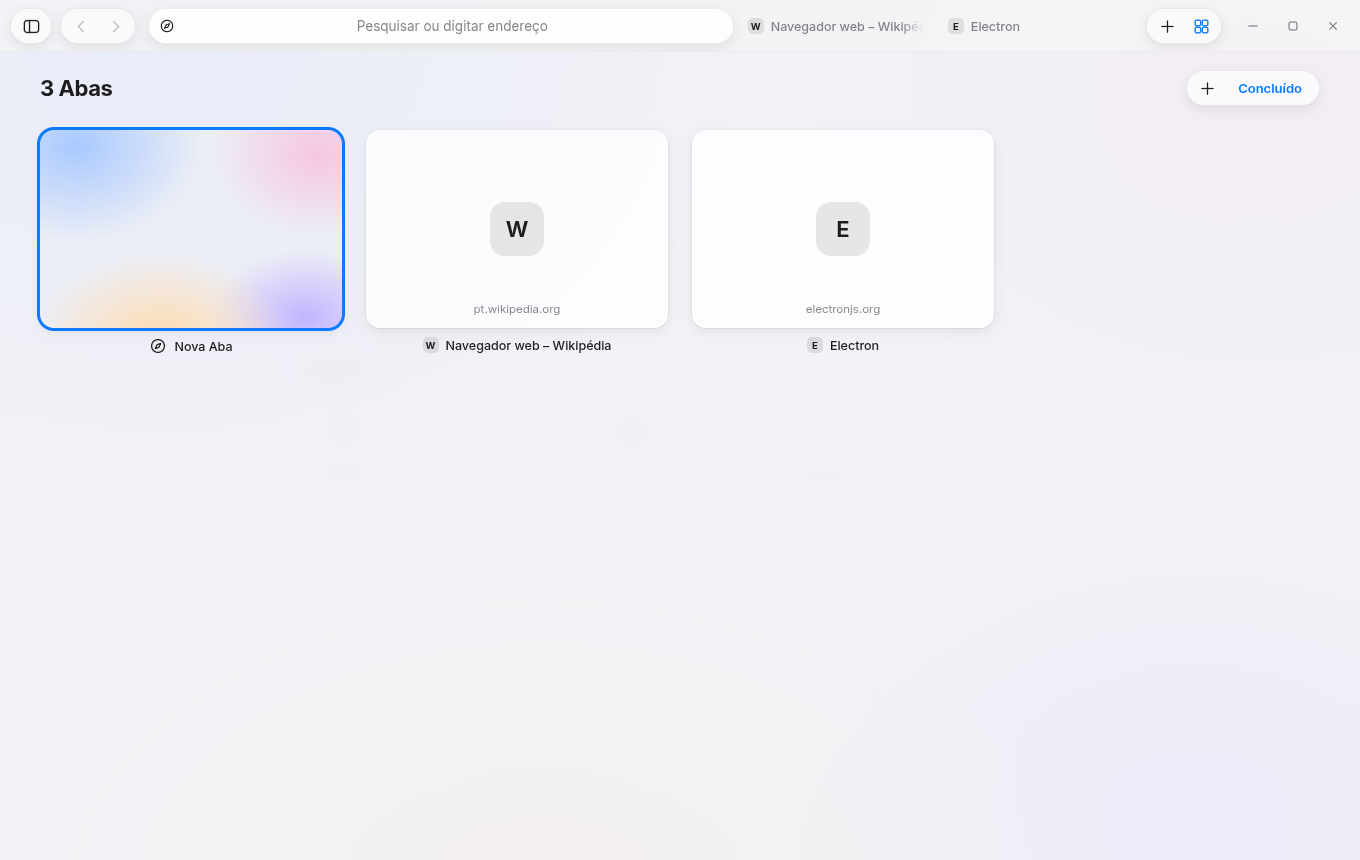 Pesquisar ou digitar endereço
W Navegador web – Wikipé
E Electron
3 Abas
Concluído
W
pt.wikipedia.org
E
electronjs.org
Nova Aba
W Navegador web – Wikipédia
E Electron